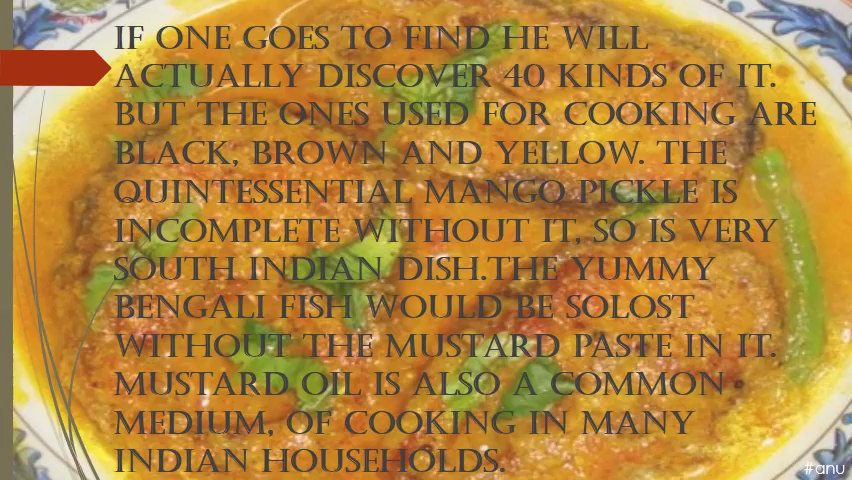 IF ONE GOES TO FIND HE WILL
ACTUALLY DISCOVER 40 KINDS OF IT.
BUT THE ONES USED FOR COOKING ARE
BLACK, BROWN AND YELLOW. THE
QUINTESSENTIAL MANGO PICKLE IS
INCOMPLETE WITHOUT IT, SO IS VERY
SOUTH INDIAN DISH.THE YUMMY
BENGALI FISH WOULD BE SOLOST
WITHOUT THE MUSTARD PASTE IN IT.
MUSTARD OIL IS ALSO A COMMON
MEDIUM, OF COOKING IN MANY
INDIAN HOUSEHOLDS.
#anu